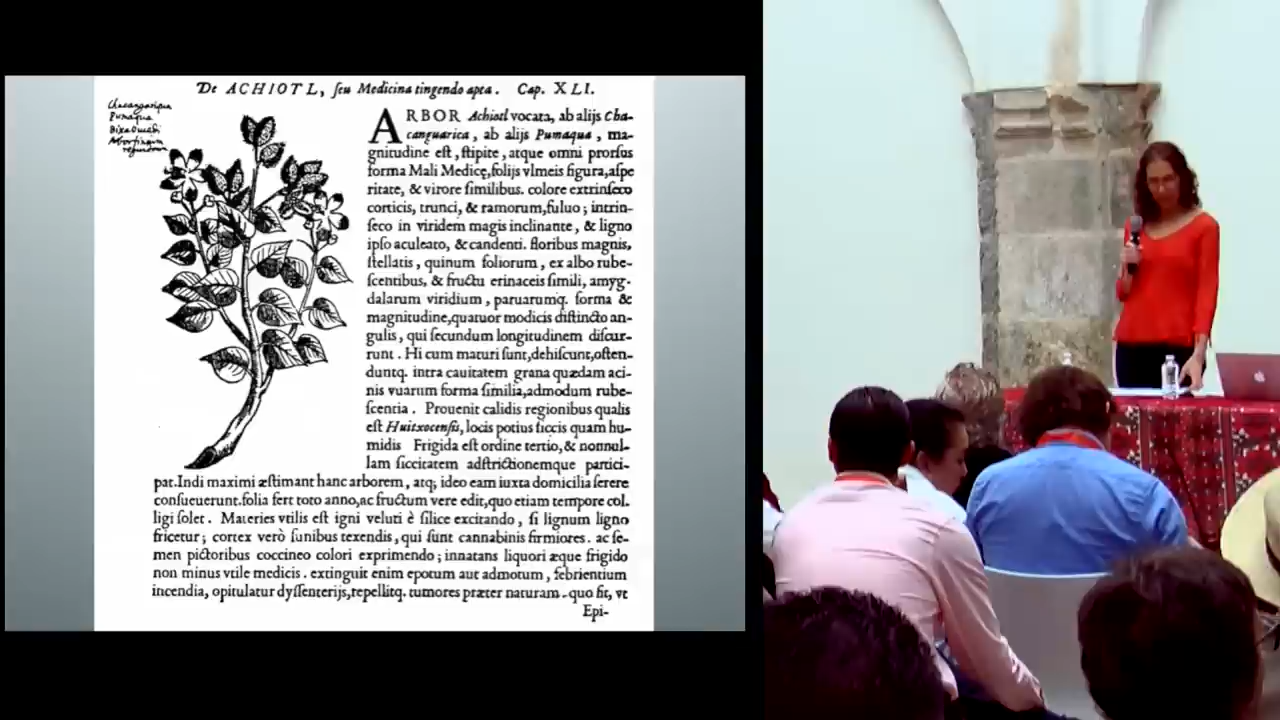 De ACHIOTL, ſeu Medicina tingendo apta. Cap. XLI.
Chacanguariqua
Pumaqua
Bixa Oviedi
ARBOR Achiotl vocata, ab alijs Cha-
canguarica, ab alijs Pumaqua, ma-
gnitudine eſt, ſtipite, atque omni prorſus
forma Mali Medicę, folijs vlmeis figura, aſpe
ritate, & virore ſimilibus. colore extrinſeco
corticis, trunci, & ramorum, fuluo; intrin-
ſeco in viridem magis inclinante, & ligno
ipſo aculeato, & candenti. floribus magnis,
ſtellatis, quinum foliorum, ex albo rube-
ſcentibus, & fructu erinaceis ſimili, amyg-
dalarum viridium, paruarumq. forma &
magnitudine, quatuor modicis diſtincto an-
gulis, qui ſecundum longitudinem diſcur-
runt. Hi cum maturi ſunt, dehiſcunt, oſten-
duntq. intra cauitatem grana quædam aci-
nis vuarum forma ſimilia, admodum rube-
ſcentia. Prouenit calidis regionibus qualis
eſt Huitxocenſis, locis potius ſiccis quam hu-
midis Frigida eſt ordine tertio, & nonnul-
lam ſiccitatem adſtrictionemque partici-
pat. Indi maximi æſtimant hanc arborem, atq; ideo eam iuxta domicilia ſerere
conſueuerunt. folia fert toto anno, ac fructum vere edit, quo etiam tempore col.
ligi ſolet. Materies vtilis eſt igni veluti è ſilice excitando, ſi lignum ligno
fricetur; cortex verò funibus texendis, qui ſunt cannabinis firmiores. ac ſe-
men pictoribus coccineo colori exprimendo; innatans liquori æque frigido
non minus vtile medicis. extinguit enim epotum aut admotum, febrientium
incendia, opitulatur dyſſenterijs, repellitq. tumores præter naturam. quo fit, vt
Epi-